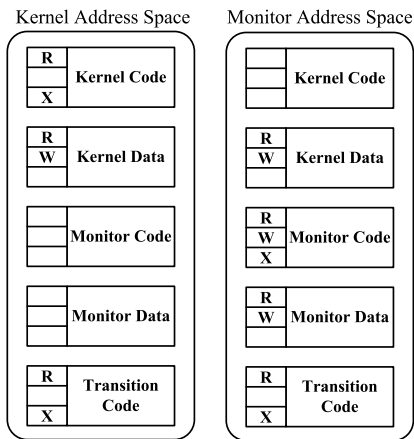 Kernel Address Space
R
X
Kernel Code
R
W
Kernel Data
Monitor Code
Monitor Data
R
X
Transition
Code
Monitor Address Space
Kernel Code
R
W
Kernel Data
R
W
X
Monitor Code
R
W
Monitor Data
R
X
Transition
Code